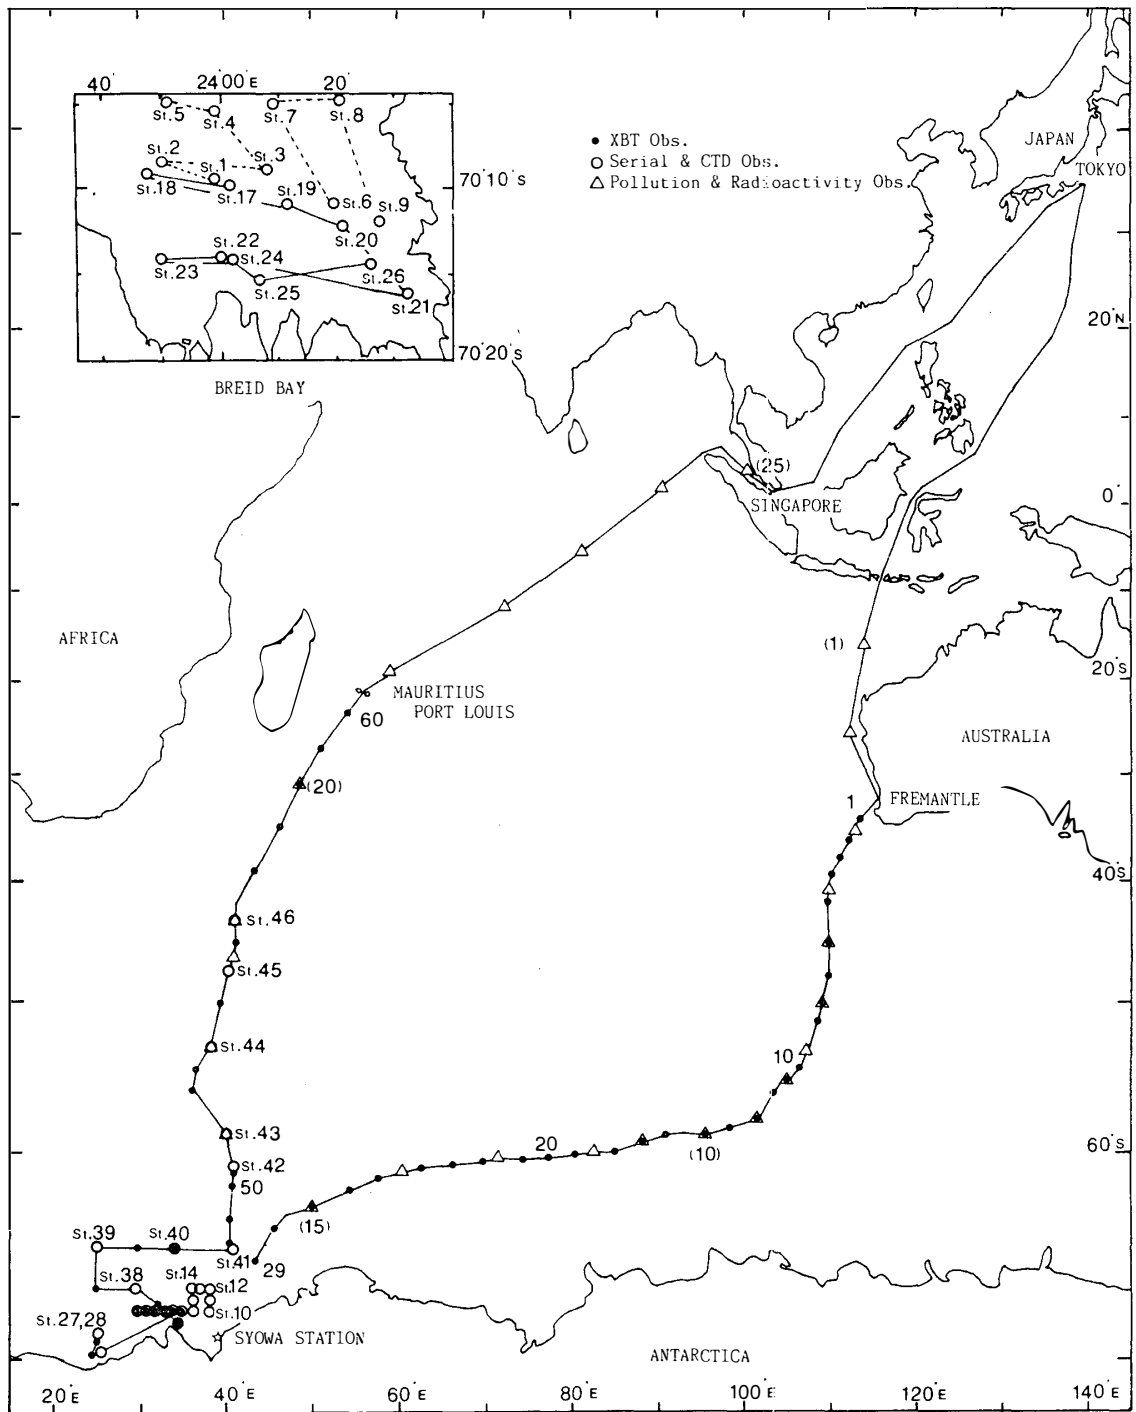 40°
24°00'E
20'
St.5
St.4
St.7
St.8
St.2
St.1
St.3
St.18
St.17
St.19
St.6
St.9
St.20
St.22
St.24
St.23
St.25
St.26
St.21
70°10'S
70°20'S
BREID BAY
XBT Obs.
Serial & CTD Obs.
Pollution & Radioactivity Obs.
JAPAN
TOKYO
20°N
(25)
SINGAPORE
0°
AFRICA
(1)
20°S
MAURITIUS
PORT LOUIS
60
AUSTRALIA
(20)
FREMANTLE
1
40°S
St.46
St.45
St.44
10
St.43
20
(10)
60°S
St.42
50
(15)
St.39
St.40
St.41
29
St.38
St.14
St.12
St.10
St.27,28
SYOWA STATION
ANTARCTICA
20°E
40°E
60°E
80°E
100°E
120°E
140°E